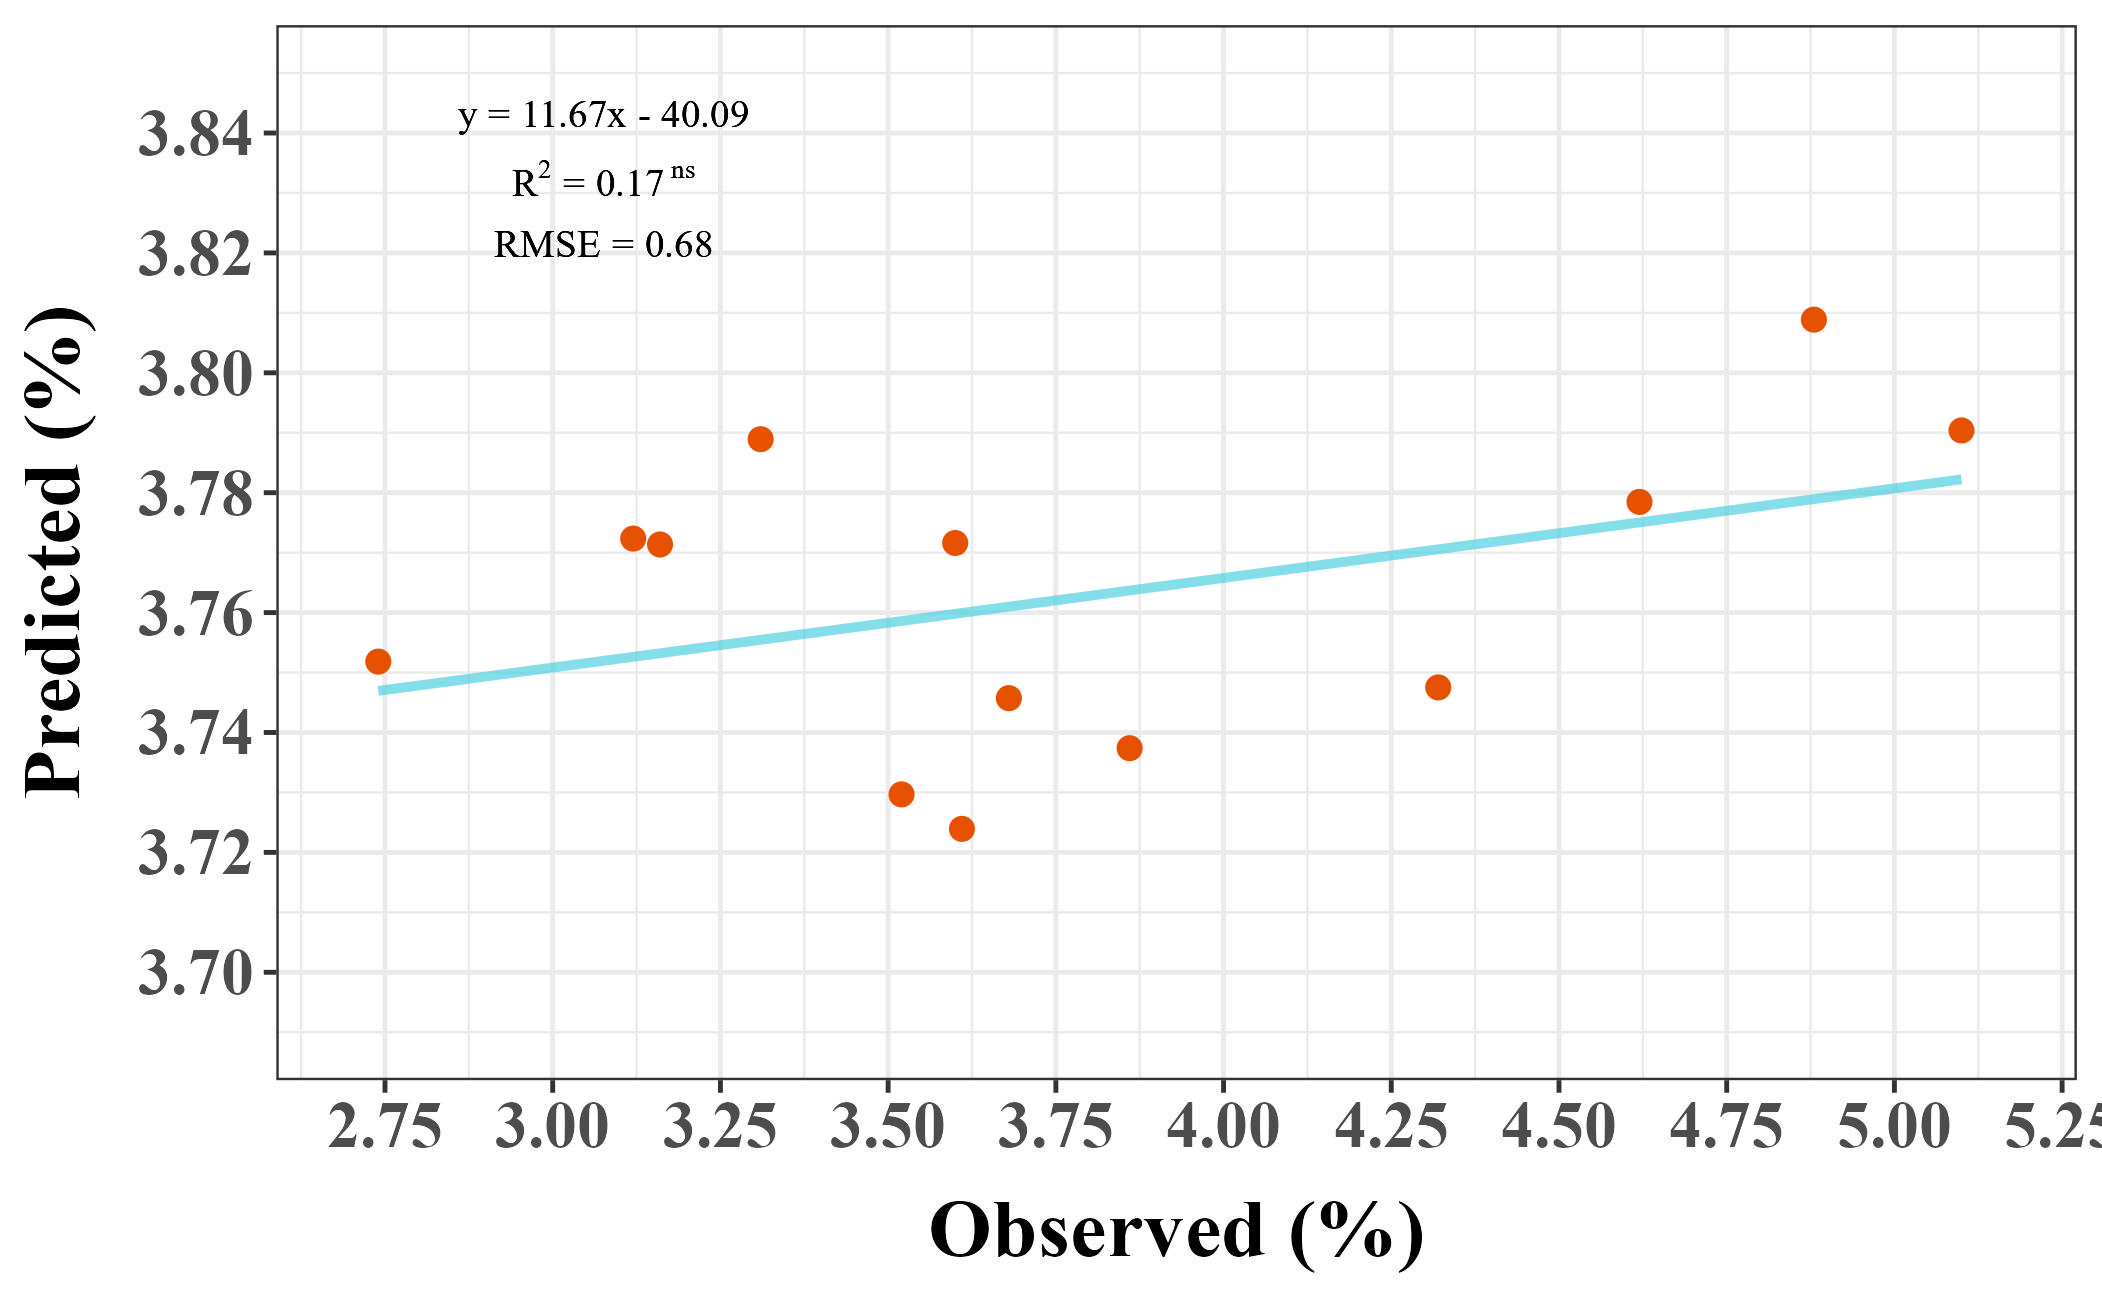 y = 11.67x - 40.09
R² = 0.17 ns
RMSE = 0.68
3.84
3.82
3.80
3.78
3.76
3.74
3.72
3.70
Predicted (%)
2.75 3.00 3.25 3.50 3.75 4.00 4.25 4.50 4.75 5.00 5.25
Observed (%)